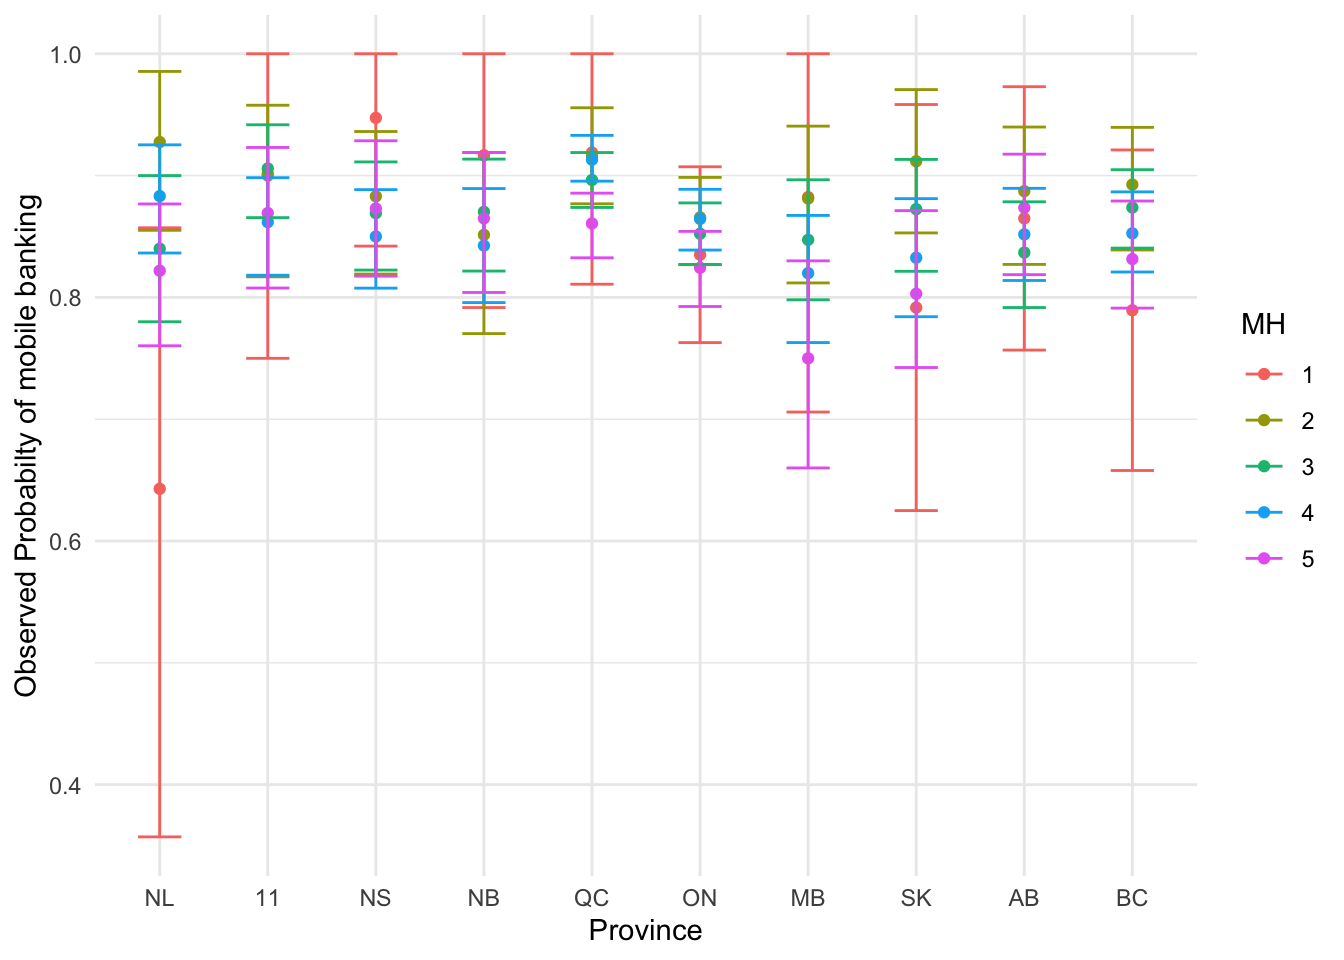 Observed Probabilty of mobile banking
1.0
0.8
0.6
0.4
NL 11 NS NB QC ON MB SK AB BC
Province
MH
1
2
3
4
5